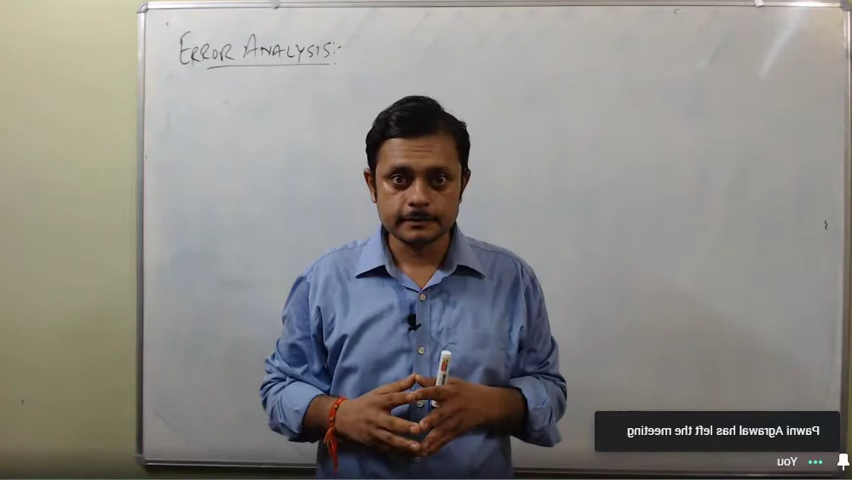 ERROR ANALYSIS:-
Pawni Agrawal has left the meeting
You